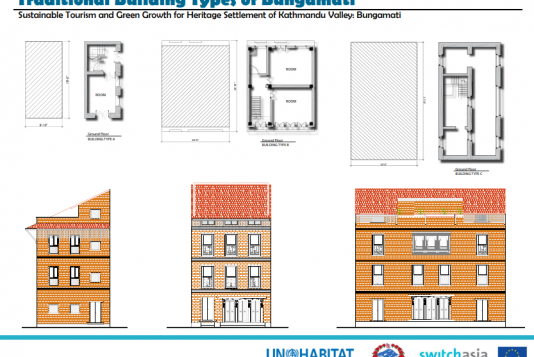 Traditional Building Types of Bungamati
Sustainable Tourism and Green Growth for Heritage Settlement of Kathmandu Valley: Bungamati
ROOM
ROOM
ROOM
Ground Floor
BUILDING TYPE A
Ground Floor
BUILDING TYPE B
Ground Floor
BUILDING TYPE C
UN HABITAT
switchasia